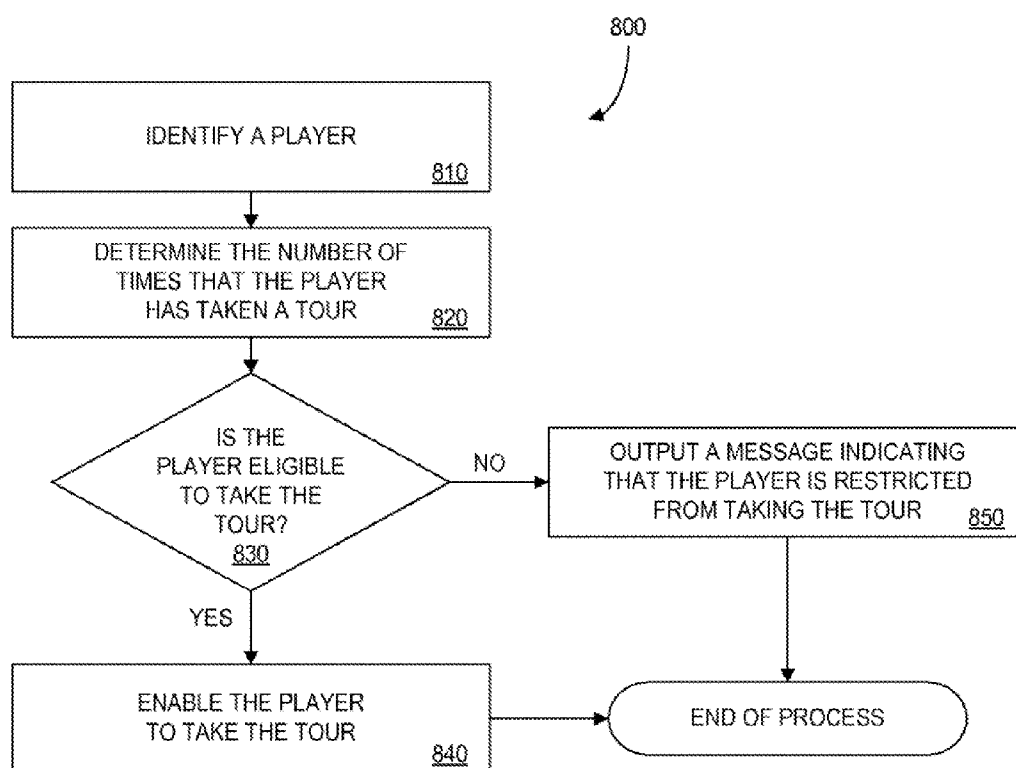 800
IDENTIFY A PLAYER
810
DETERMINE THE NUMBER OF
TIMES THAT THE PLAYER
HAS TAKEN A TOUR
820
IS THE
PLAYER ELIGIBLE
TO TAKE THE
TOUR?
830
NO
OUTPUT A MESSAGE INDICATING
THAT THE PLAYER IS RESTRICTED
FROM TAKING THE TOUR
850
YES
ENABLE THE PLAYER
TO TAKE THE TOUR
840
END OF PROCESS